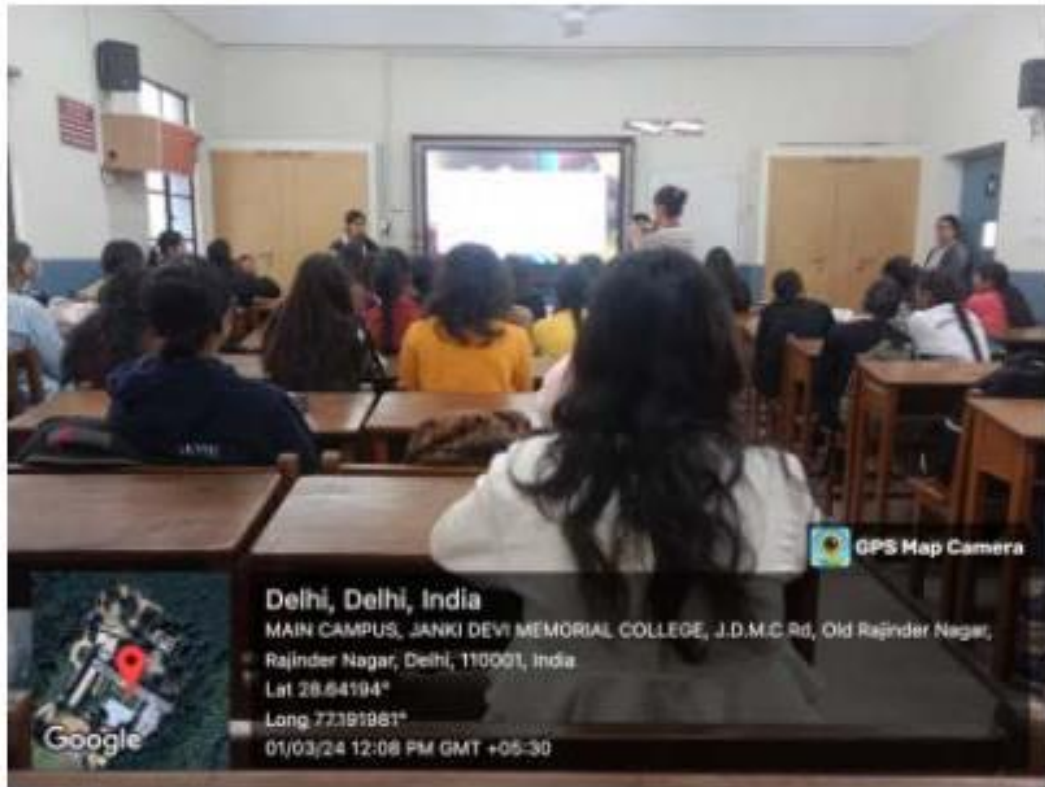 GPS Map Camera
Delhi, Delhi, India
MAIN CAMPUS, JANKI DEVI MEMORIAL COLLEGE, J.D.M.C Rd, Old Rajinder Nagar,
Rajinder Nagar, Delhi, 110001, India
Lat 28.64194°
Long 77.191981°
01/03/24 12:08 PM GMT +05:30
Google